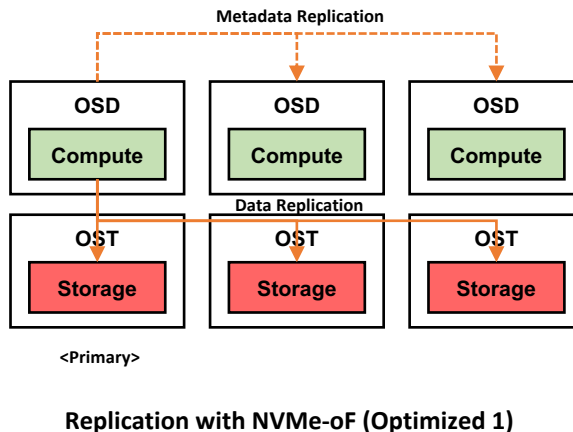 Metadata Replication
OSD
OSD
OSD
Compute
Compute
Compute
Data Replication
OST
OST
OST
Storage
Storage
Storage
<Primary>
Replication with NVMe-oF (Optimized 1)